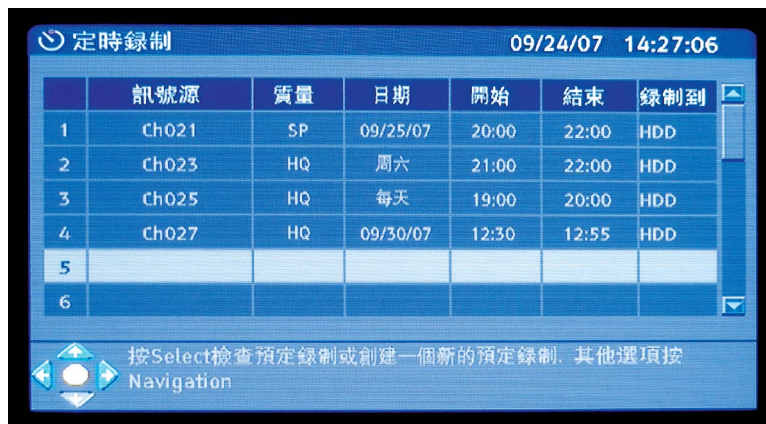 定時録制 09/24/07 14:27:06
訊號源 質量 日期 開始 結束 錄制到
1 Ch021 SP 09/25/07 20:00 22:00 HDD
2 Ch023 HQ 周六 21:00 22:00 HDD
3 Ch025 HQ 每天 19:00 20:00 HDD
4 Ch027 HQ 09/30/07 12:30 12:55 HDD
5
6
按Select檢查預定錄制或創建一個新的預定錄制. 其他選項按
Navigation